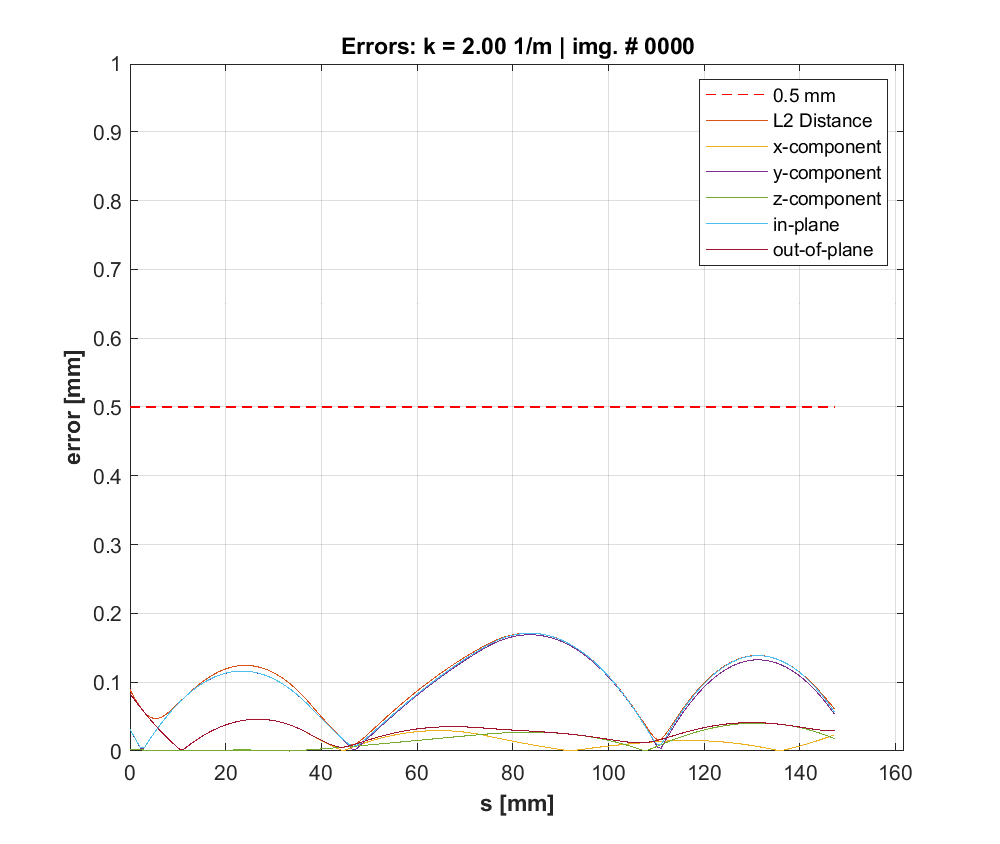 Errors: k = 2.00 1/m | img. # 0000
1
0.9
0.8
0.7
0.6
0.5
0.4
0.3
0.2
0.1
0
error [mm]
0.5 mm
L2 Distance
x-component
y-component
z-component
in-plane
out-of-plane
0 20 40 60 80 100 120 140 160
s [mm]